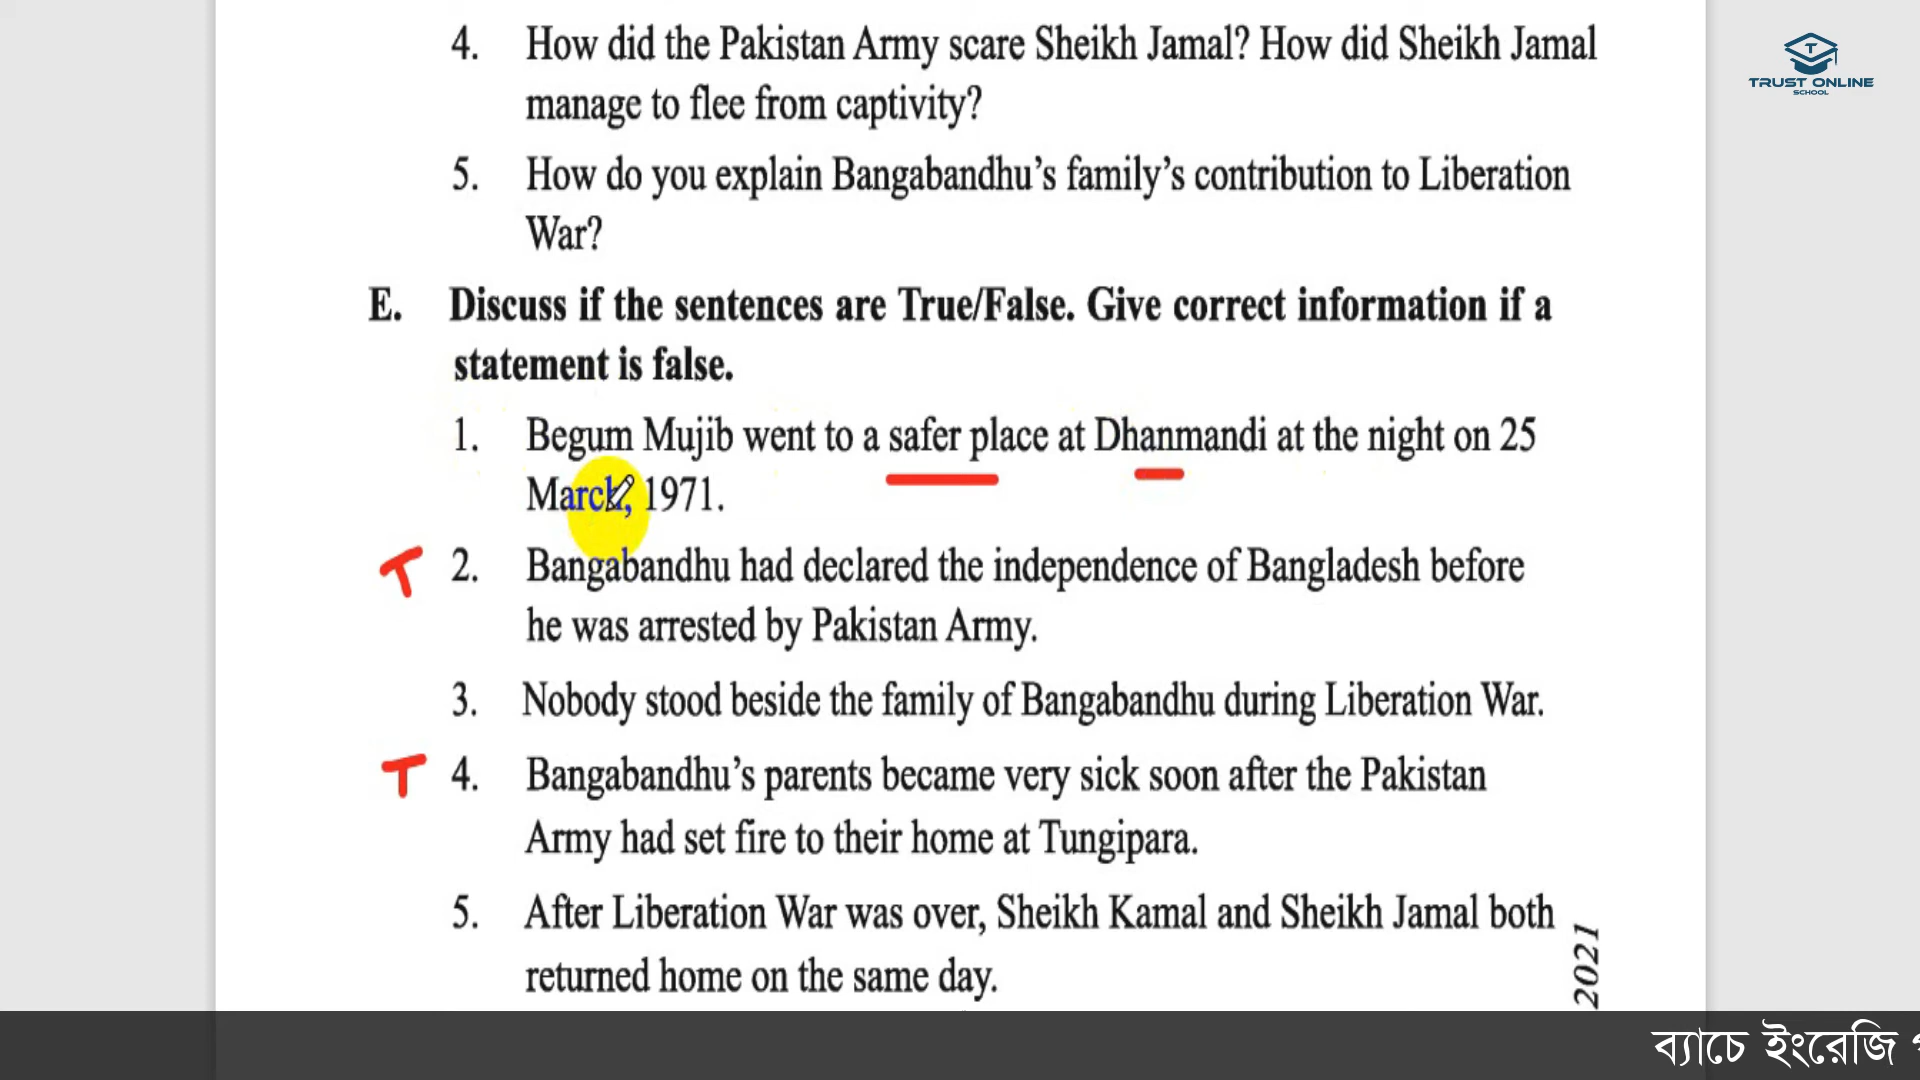 4. How did the Pakistan Army scare Sheikh Jamal? How did Sheikh Jamal
manage to flee from captivity?
T
TRUST ONLINE
SCHOOL
5. How do you explain Bangabandhu's family's contribution to Liberation
War?
E. Discuss if the sentences are True/False. Give correct information if a
statement is false.
1. Begum Mujib went to a safer place at Dhanmandi at the night on 25
March, 1971.
T 2. Bangabandhu had declared the independence of Bangladesh before
he was arrested by Pakistan Army.
3. Nobody stood beside the family of Bangabandhu during Liberation War.
T 4. Bangabandhu's parents became very sick soon after the Pakistan
Army had set fire to their home at Tungipara.
5. After Liberation War was over, Sheikh Kamal and Sheikh Jamal both
returned home on the same day.
2021
ব্যাচে ইংরেজি